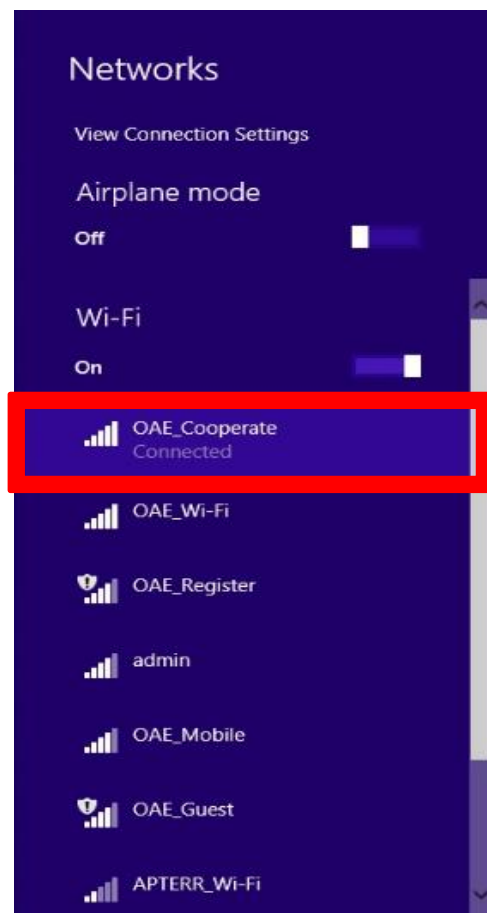 Networks
View Connection Settings
Airplane mode
Off
Wi-Fi
On
OAE_Cooperate
Connected
OAE_Wi-Fi
OAE_Register
admin
OAE_Mobile
OAE_Guest
APTERR_Wi-Fi